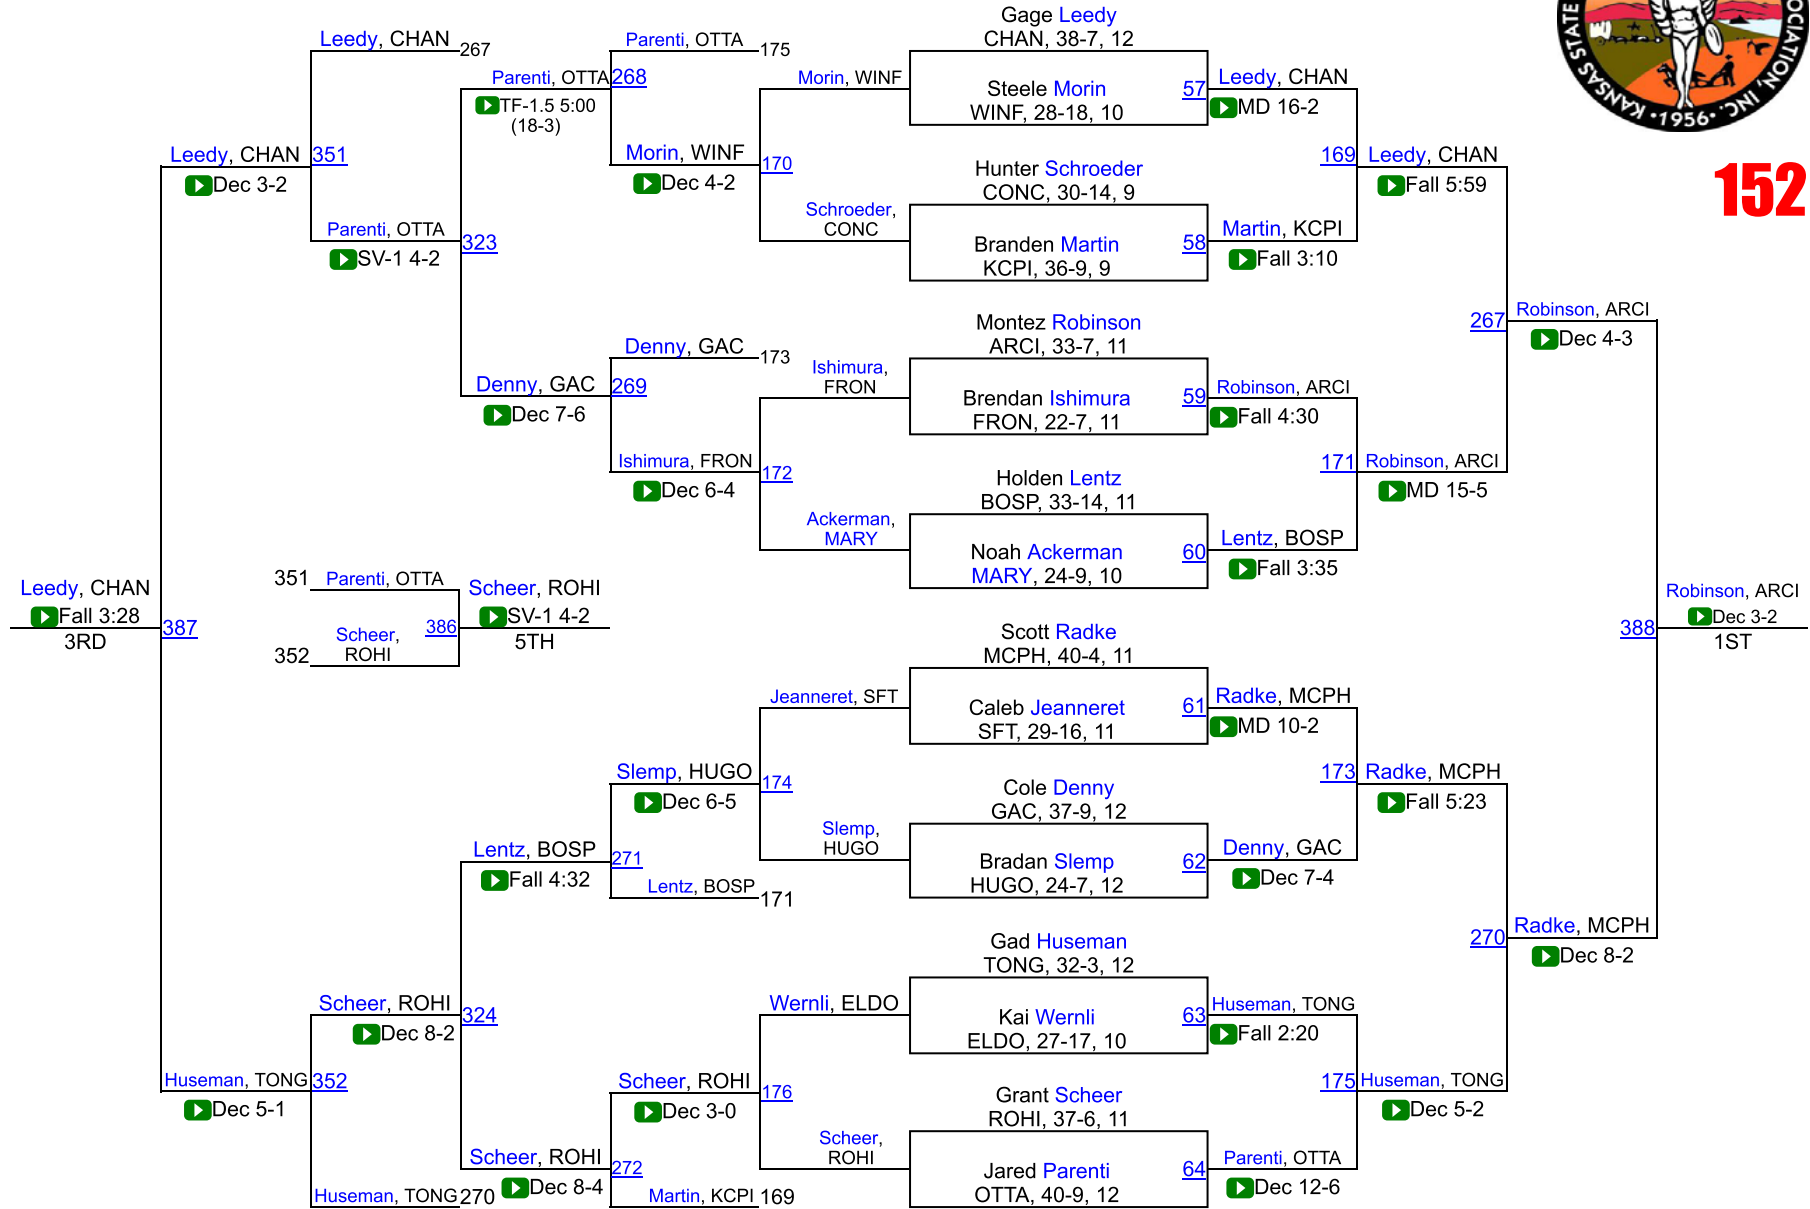 KANSAS STATE
OCIATION, INC.
• 1956 •
152
Gage Leedy
CHAN, 38-7, 12
Steele Morin
WINF, 28-18, 10
57
Hunter Schroeder
CONC, 30-14, 9
Branden Martin
KCPI, 36-9, 9
58
Montez Robinson
ARCI, 33-7, 11
Brendan Ishimura
FRON, 22-7, 11
59
Holden Lentz
BOSP, 33-14, 11
Noah Ackerman
MARY, 24-9, 10
60
Scott Radke
MCPH, 40-4, 11
Caleb Jeanneret
SFT, 29-16, 11
61
Cole Denny
GAC, 37-9, 12
Bradan Slemp
HUGO, 24-7, 12
62
Gad Huseman
TONG, 32-3, 12
Kai Wernli
ELDO, 27-17, 10
63
Grant Scheer
ROHI, 37-6, 11
Jared Parenti
OTTA, 40-9, 12
64
Leedy, CHAN
MD 16-2
169
Martin, KCPI
Fall 3:10
Robinson, ARCI
Fall 4:30
171
Lentz, BOSP
Fall 3:35
Radke, MCPH
MD 10-2
173
Denny, GAC
Dec 7-4
Huseman, TONG
Fall 2:20
175
Parenti, OTTA
Dec 12-6
Leedy, CHAN
Fall 5:59
267
Robinson, ARCI
MD 15-5
Radke, MCPH
Fall 5:23
270
Huseman, TONG
Dec 5-2
Robinson, ARCI
Dec 4-3
388
Radke, MCPH
Dec 8-2
Robinson, ARCI
Dec 3-2
1ST
Morin, WINF
170
Schroeder,
CONC
Ishimura,
FRON
172
Ackerman,
MARY
Jeanneret, SFT
174
Slemp,
HUGO
Wernli, ELDO
176
Scheer,
ROHI
Parenti, OTTA
175
268
Morin, WINF
Dec 4-2
Denny, GAC
173
269
Ishimura, FRON
Dec 6-4
Slemp, HUGO
Dec 6-5
271
Lentz, BOSP
171
Scheer, ROHI
Dec 3-0
272
Martin, KCPI
169
Parenti, OTTA
TF-1.5 5:00
(18-3)
323
Denny, GAC
Dec 7-6
Lentz, BOSP
Fall 4:32
324
Scheer, ROHI
Dec 8-4
Leedy, CHAN
267
351
Parenti, OTTA
SV-1 4-2
Scheer, ROHI
Dec 8-2
352
Huseman, TONG
270
Leedy, CHAN
Dec 3-2
387
Huseman, TONG
Dec 5-1
Leedy, CHAN
Fall 3:28
3RD
351
Parenti, OTTA
386
352
Scheer,
ROHI
Scheer, ROHI
SV-1 4-2
5TH